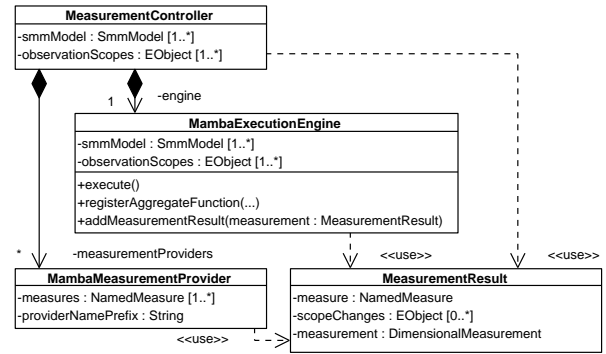 MeasurementController
-smmModel : SmmModel [1..*]
-observationScopes : EObject [1..*]
1
-engine
MambaExecutionEngine
-smmModel : SmmModel [1..*]
-observationScopes : EObject [1..*]
+execute()
+registerAggregateFunction(...)
+addMeasurementResult(measurement : MeasurementResult)
*
-measurementProviders
<<use>>
<<use>>
MambaMeasurementProvider
-measures : NamedMeasure [1..*]
-providerNamePrefix : String
<<use>>
MeasurementResult
-measure : NamedMeasure
-scopeChanges : EObject [0..*]
-measurement : DimensionalMeasurement